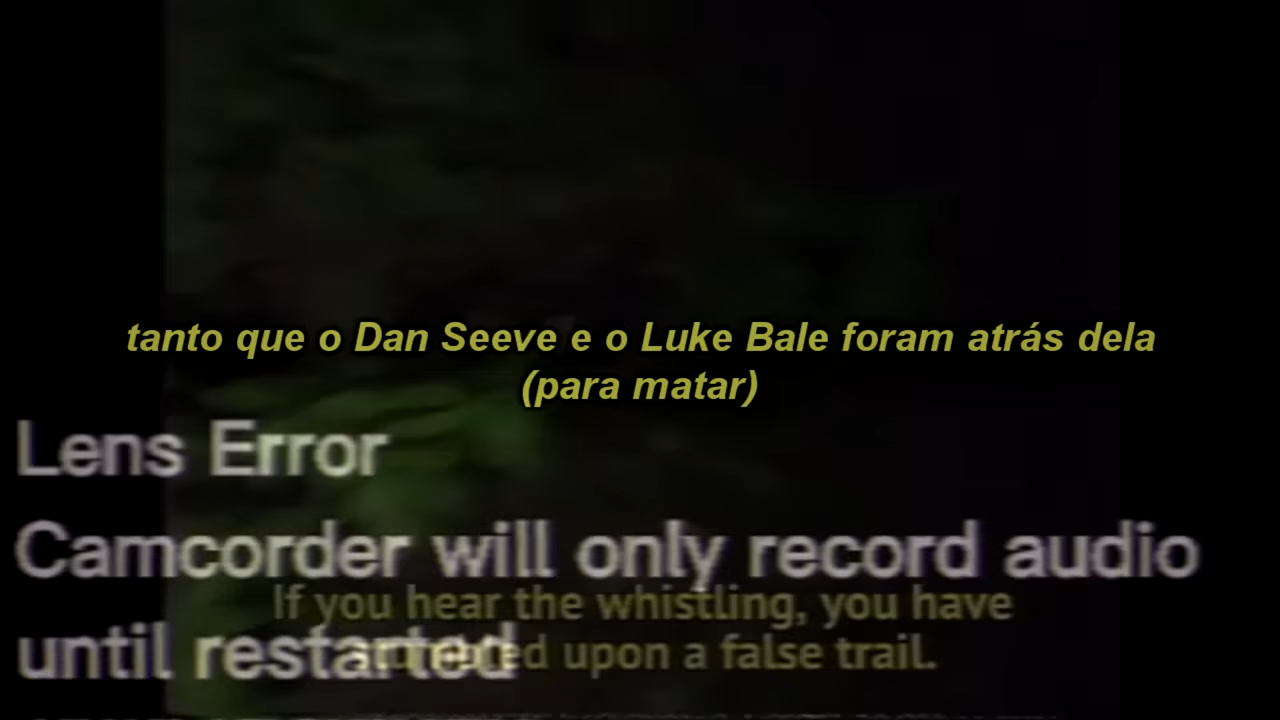 tanto que o Dan Seeve e o Luke Bale foram atrás dela
(para matar)
Lens Error
Camcorder will only record audio
If you hear the whistling, you have
until restarted
upon a false trail.